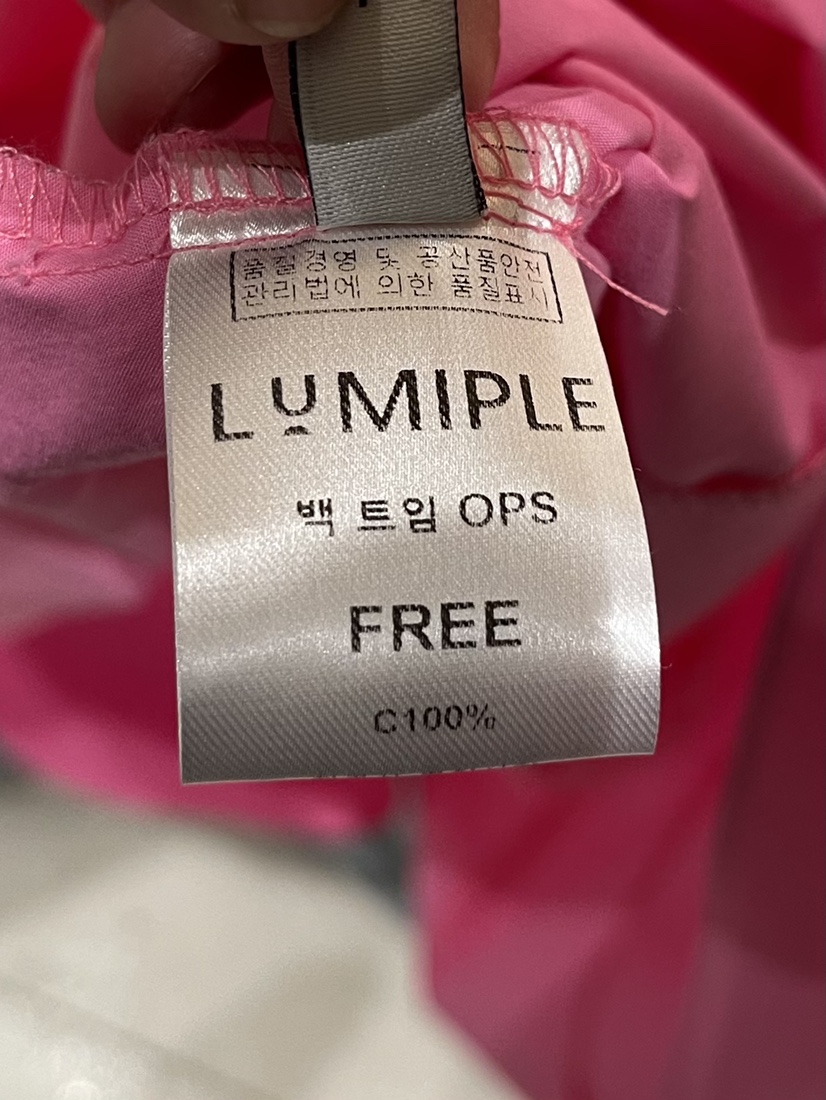 품질경영 및 공산품안전
관리법에 의한 품질표시
LUMIPLE
백 트임 OPS
FREE
C100%